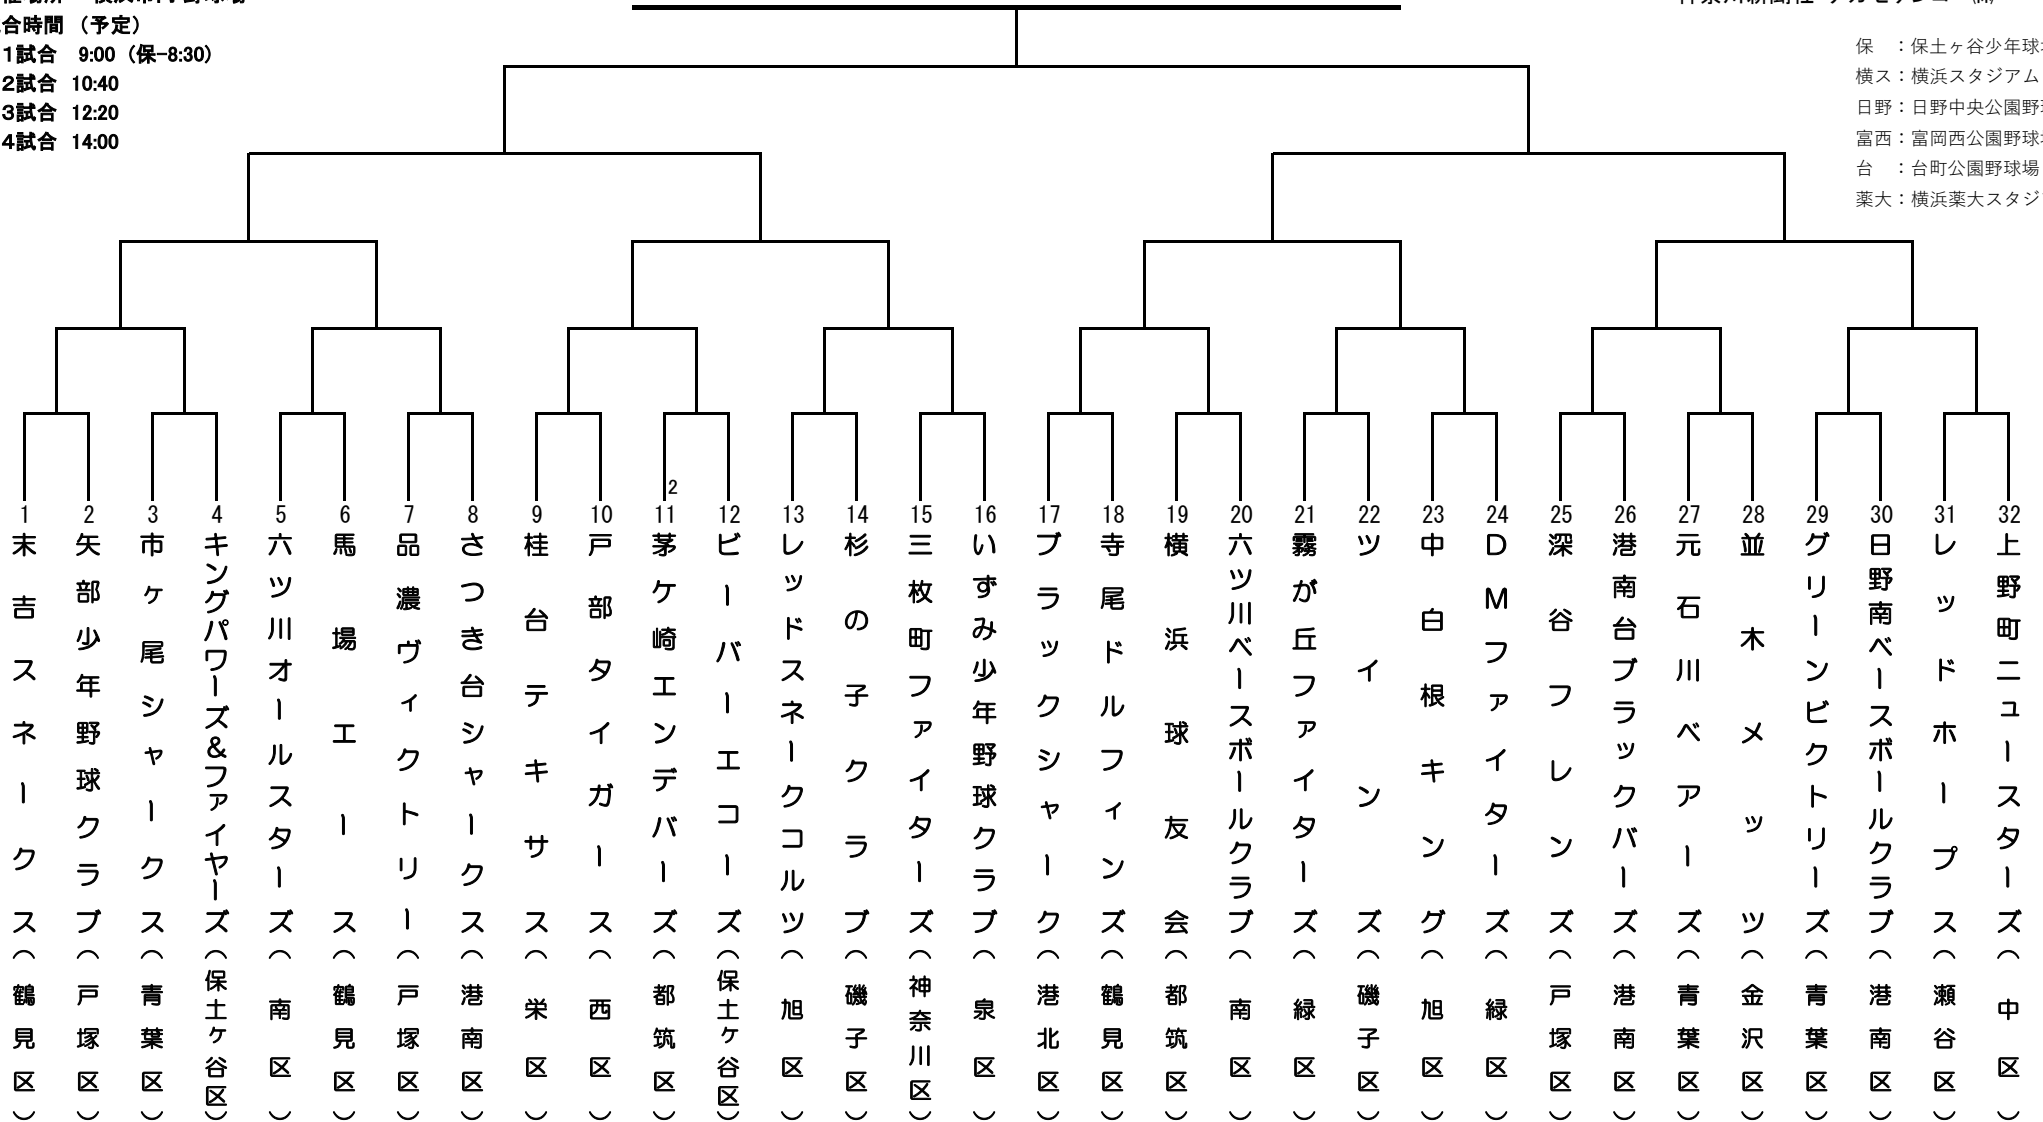 合時間 （予定）
1試合 9:00（保−8:30）
2試合 10:40
3試合 12:20
4試合 14:00
保 ：保土ヶ谷少年球
横ス：横浜スタジアム
日野：日野中央公園野
富西：富岡西公園野球
台 ：台町公園野球場
薬大：横浜薬大スタジ
2
1 末吉スネークス（鶴見区）
2 矢部少年野球クラブ（戸塚区）
3 市ヶ尾シャークス（青葉区）
4 キングパワーズ&ファイヤーズ（保土ヶ谷区）
5 六ツ川オールスターズ（南区）
6 馬場エース（鶴見区）
7 品濃ヴィクトリー（戸塚区）
8 さつき台シャークス（港南区）
9 桂台テキサス（栄区）
10 戸部タイガース（西区）
11 茅ケ崎エンデバーズ（都筑区）
12 ビーバーエコーズ（保土ケ谷区）
13 レッドスネークコルツ（旭区）
14 杉の子クラブ（磯子区）
15 三枚町ファイターズ（神奈川区）
16 いずみ少年野球クラブ（泉区）
17 ブラックシャーク（港北区）
18 寺尾ドルフィンズ（鶴見区）
19 横浜球友会（都筑区）
20 六ツ川ベースボールクラブ（南区）
21 霧が丘ファイターズ（緑区）
22 ツインズ（磯子区）
23 中白根キング（旭区）
24 DMファイターズ（緑区）
25 深谷フレンズ（戸塚区）
26 港南台ブラックバーズ（港南区）
27 元石川ベアーズ（青葉区）
28 並木メッツ（金沢区）
29 グリーンビクトリーズ（青葉区）
30 日野南ベースボールクラブ（港南区）
31 レッドホープス（瀬谷区）
32 上野町ニュースターズ（中区）